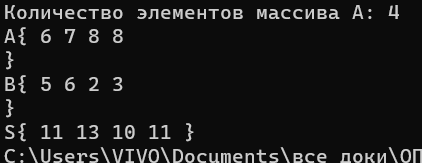 Количество элементов массива A: 4
A{ 6 7 8 8
}
B{ 5 6 2 3
}
S{ 11 13 10 11 }
C:\Users\VIVO\Documents\все доки\ОП